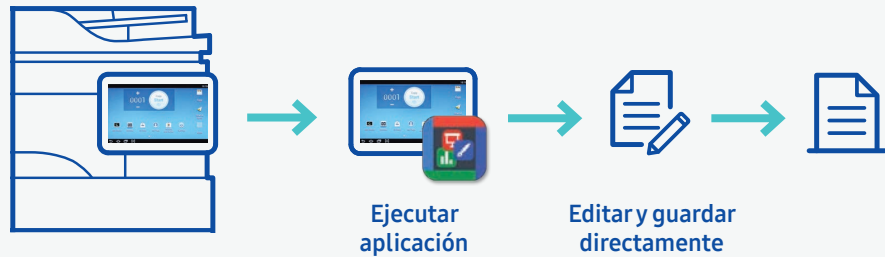 Ejecutar
aplicación
Editar y guardar
directamente